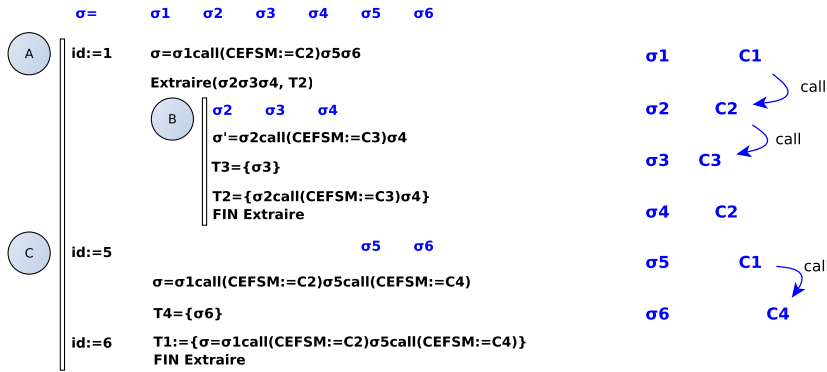 σ= σ1 σ2 σ3 σ4 σ5 σ6
A
id:=1 σ=σ1call(CEFSM:=C2)σ5σ6
Extraire(σ2σ3σ4, T2)
B
σ2 σ3 σ4
σ'=σ2call(CEFSM:=C3)σ4
T3={σ3}
T2={σ2call(CEFSM:=C3)σ4}
FIN Extraire
C
id:=5 σ5 σ6
σ=σ1call(CEFSM:=C2)σ5call(CEFSM:=C4)
T4={σ6}
id:=6 T1:={σ=σ1call(CEFSM:=C2)σ5call(CEFSM:=C4)}
FIN Extraire
σ1 C1
call
σ2 C2
call
σ3 C3
σ4 C2
σ5 C1
call
σ6 C4